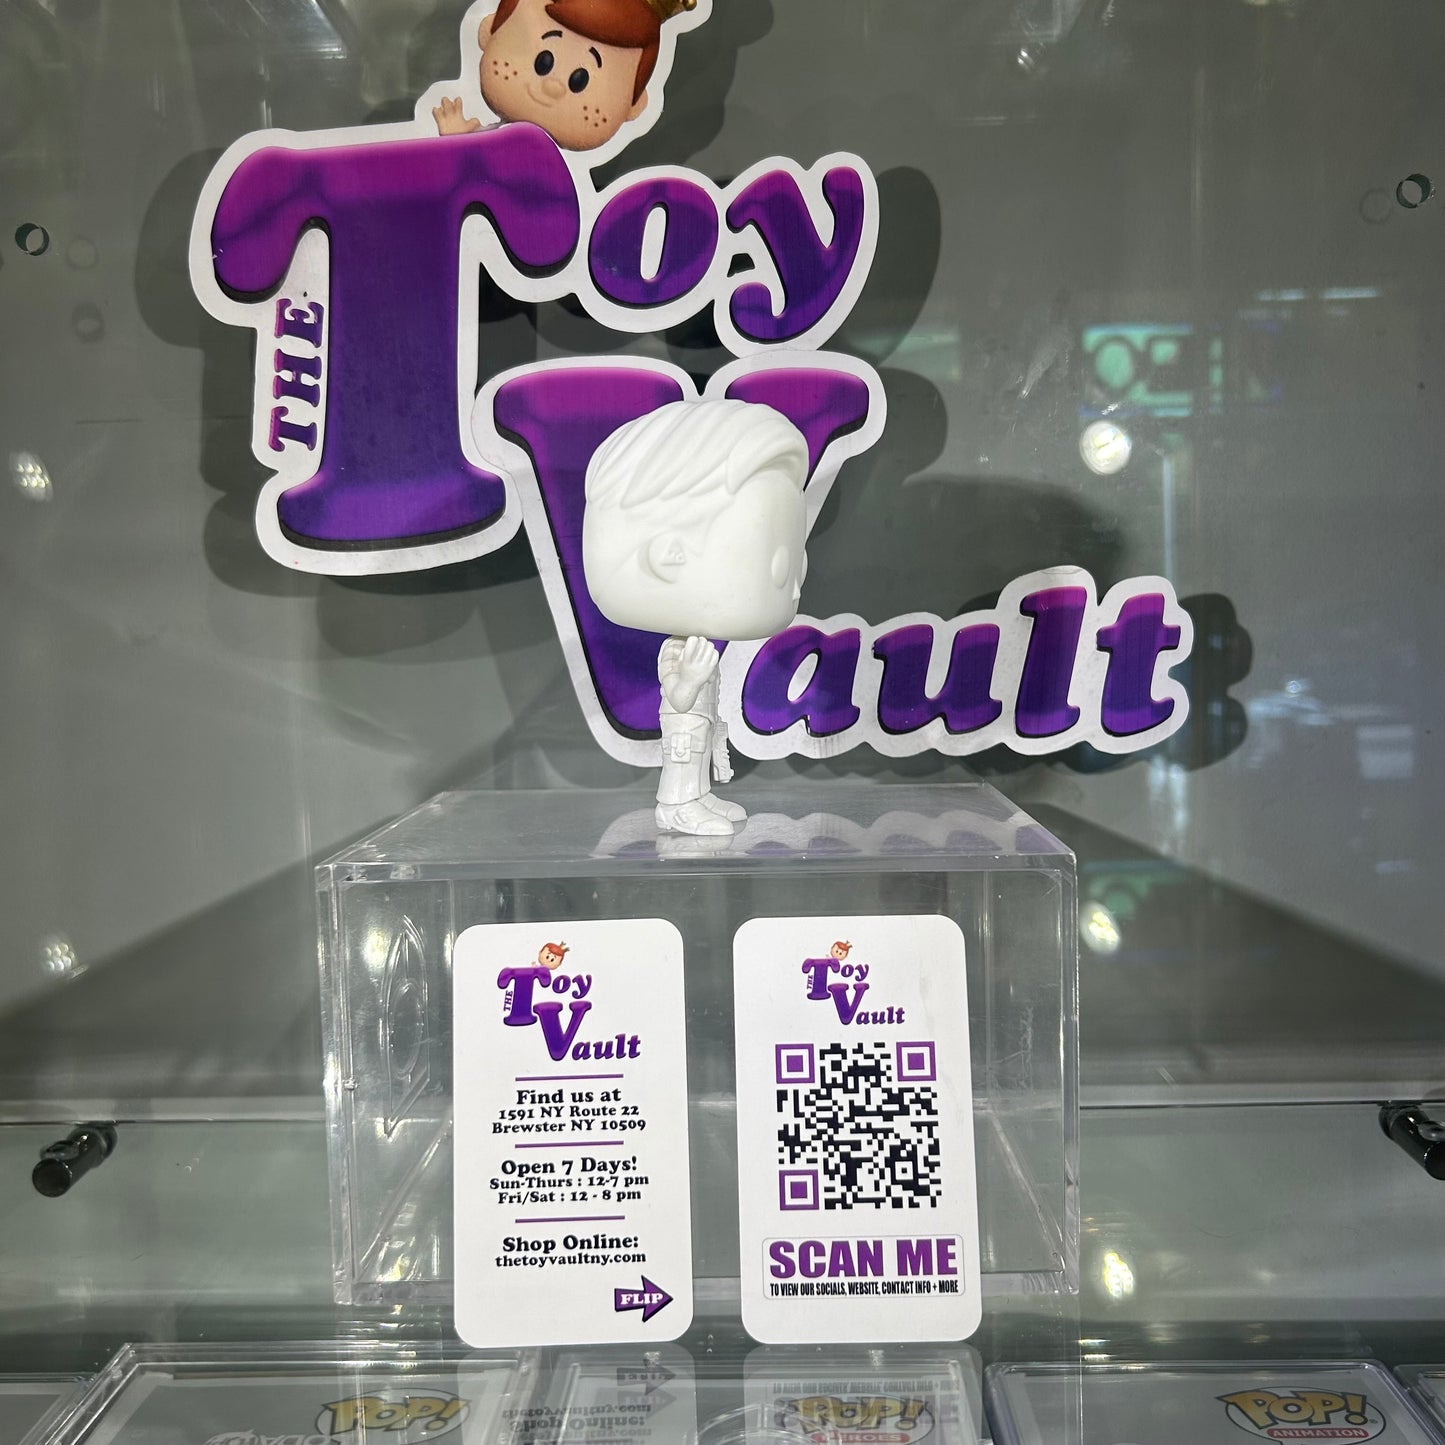 THE
Toy
Vault
THE
Toy
Vault
Find us at
1591 NY Route 22
Brewster NY 10509
Open 7 Days!
Sun-Thurs : 12-7 pm
Fri/Sat : 12 - 8 pm
Shop Online:
thetoyvaultny.com
FLIP
THE
Toy
Vault
SCAN ME
TO VIEW OUR SOCIALS, WEBSITE, CONTACT INFO + MORE
POP!
POP!
HEROES
POP!
ANIMATION